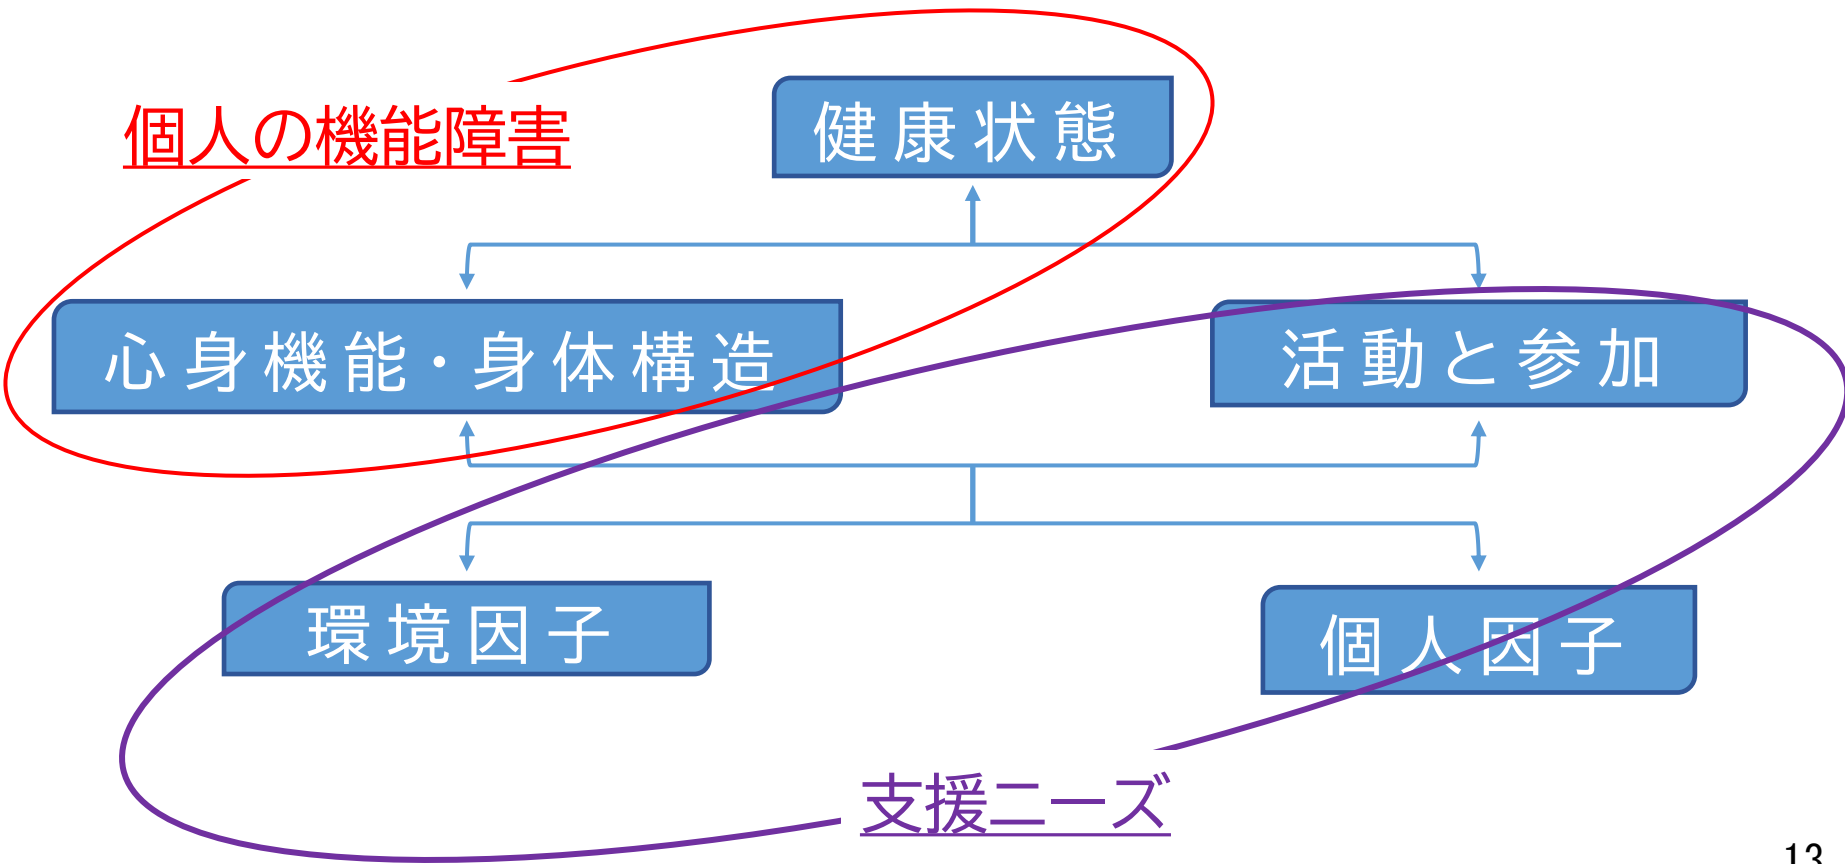 個人の機能障害
健康状態
心身機能・身体構造
活動と参加
環境因子
個人因子
支援ニーズ
13